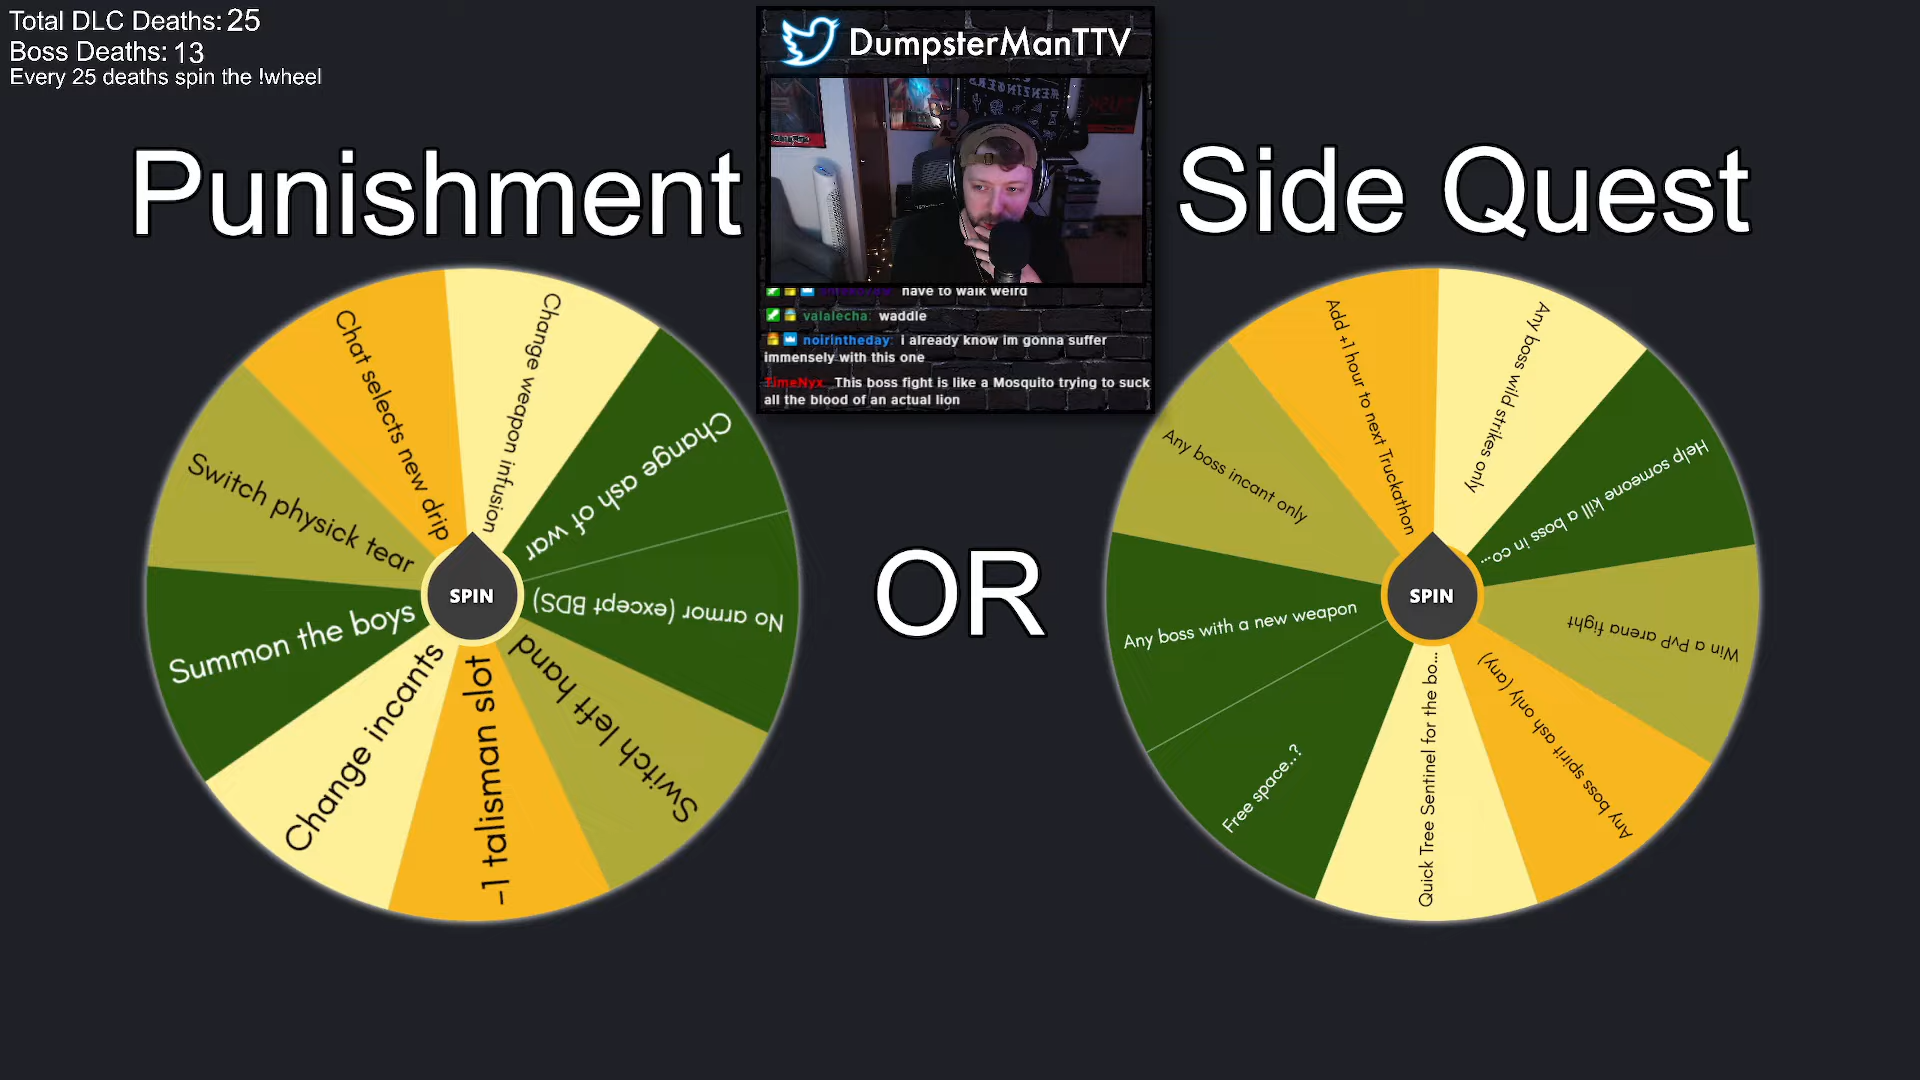 Total DLC Deaths: 25
Boss Deaths: 13
Every 25 deaths spin the !wheel
DumpsterManTTV
have to walk weird
valalecha: waddle
noirintheday: i already know im gonna suffer
immensely with this one
TimeNyx: This boss fight is like a Mosquito trying to suck
all the blood of an actual lion
Punishment
Change weapon infusion
Change ash of war
No armor (except BDS)
Switch left hand
-1 talisman slot
Change incants
Summon the boys
Switch physick tear
Chat selects new drip
SPIN
OR
Side Quest
Any boss wild strikes only
Help someone kill a boss in co...
Win a PvP arena fight
Any boss spirit ash only (any)
Quick Tree Sentinel for the bo...
Free space..?
Any boss with a new weapon
Any boss incant only
Add +1 hour to next Truckathon
SPIN